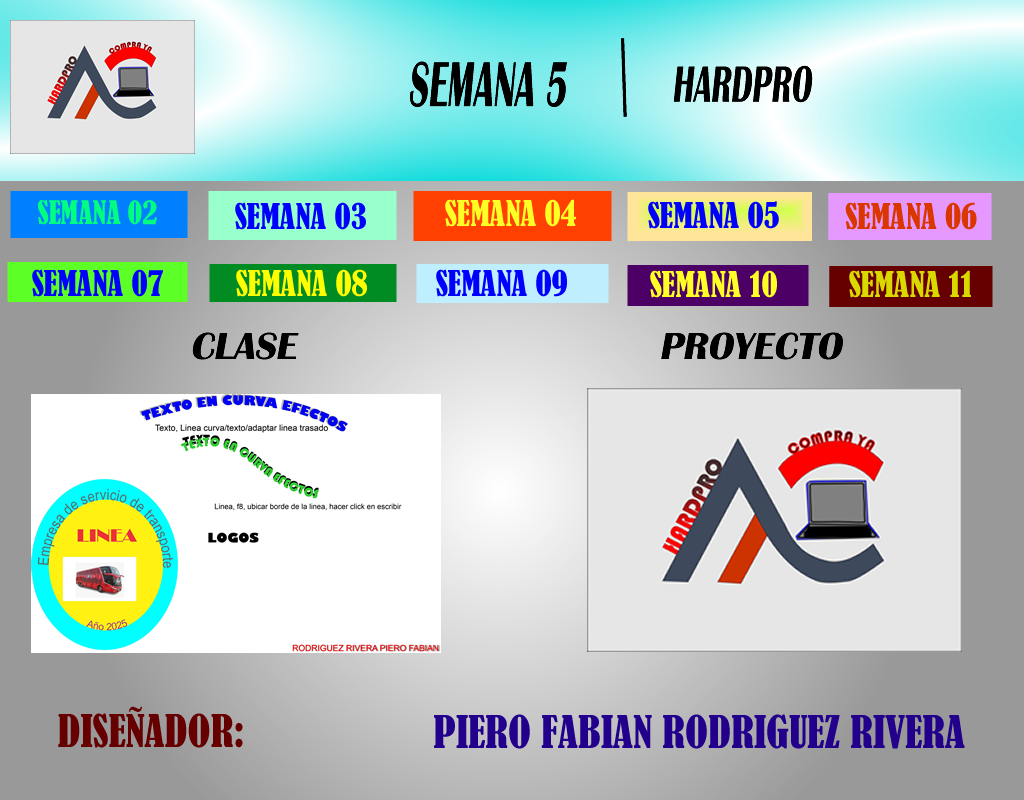 HARDPRO
COMPRA YA
SEMANA 5
HARDPRO
SEMANA 02
SEMANA 03
SEMANA 04
SEMANA 05
SEMANA 06
SEMANA 07
SEMANA 08
SEMANA 09
SEMANA 10
SEMANA 11
CLASE
PROYECTO
TEXTO EN CURVA EFECTOS
Texto, Linea curva/texto/adaptar linea trasado
TEXTO EN CURVA EFECTOS
Linea, f8, ubicar borde de la linea, hacer click en escribir
LOGOS
Empresa de servicio de transporte
LINEA
Año 2025
RODRIGUEZ RIVERA PIERO FABIAN
HARDPRO
COMPRA YA
DISEÑADOR:
PIERO FABIAN RODRIGUEZ RIVERA